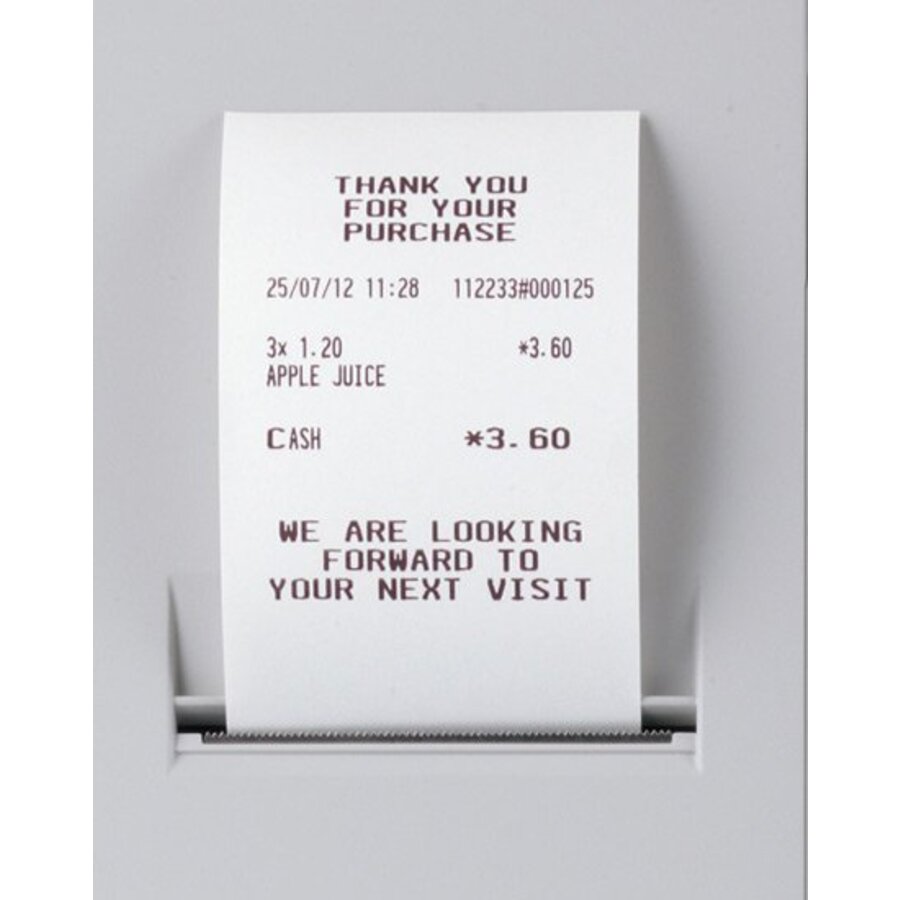 THANK YOU
FOR YOUR
PURCHASE
25/07/12 11:28 112233#000125
3x 1.20 *3.60
APPLE JUICE
CASH *3.60
WE ARE LOOKING
FORWARD TO
YOUR NEXT VISIT